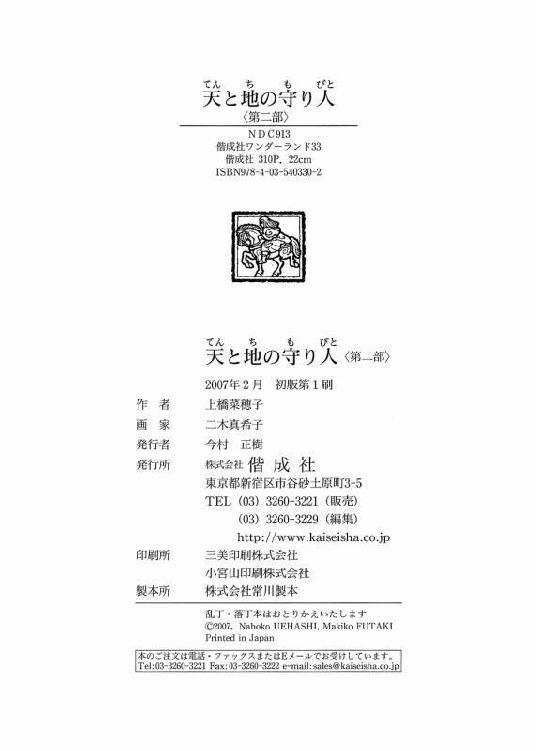 てん ち も びと
天と地の守り人
〈第二部〉
NDC913
偕成社ワンダーランド33
偕成社 310P. 22cm
ISBN978-4-03-540330-2
てん ち も びと
天と地の守り人〈第二部〉
2007年2月 初版第1刷
作 者 上橋菜穂子
画 家 二木真希子
発行者 今村 正樹
発行所 株式会社 偕成社
東京都新宿区市谷砂土原町3-5
TEL (03) 3260-3221 (販売)
(03) 3260-3229 (編集)
http://www.kaiseisha.co.jp
印刷所 三美印刷株式会社
小宮山印刷株式会社
製本所 株式会社常川製本
乱丁・落丁本はおとりかえいたします
©2007, Nahoko UEHASHI, Makiko FUTAKI
Printed in Japan
本のご注文は電話・ファックスまたはEメールでお受けしています。
Tel:03-3260-3221 Fax:03-3260-3222 e-mail:sales@kaiseisha.co.jp